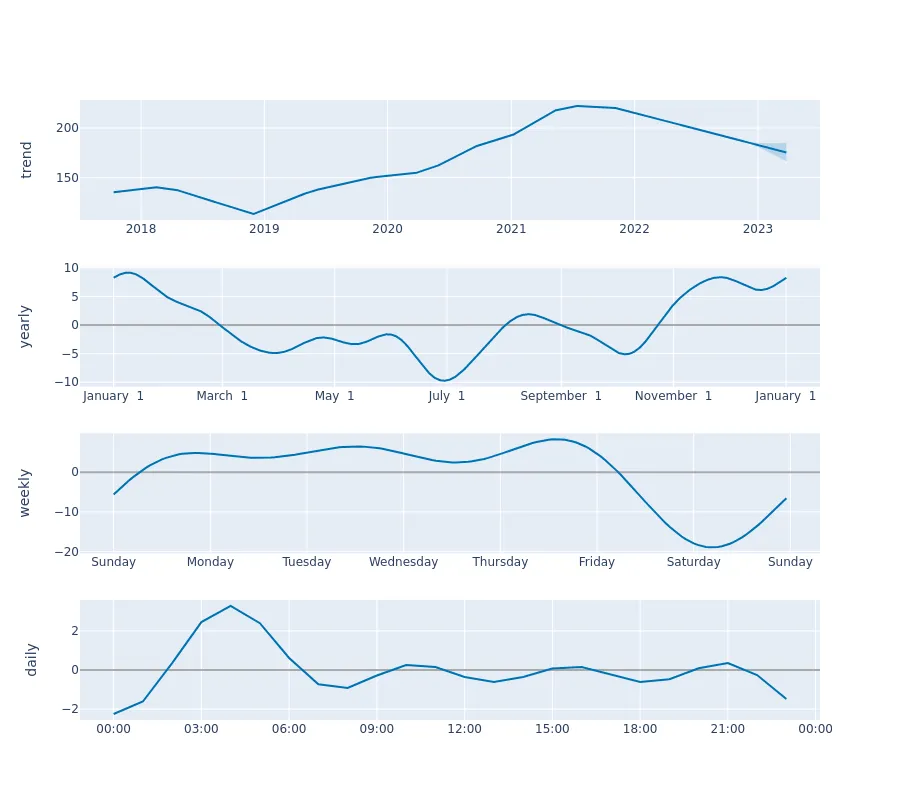 trend
200
150
2018 2019 2020 2021 2022 2023
yearly
10
5
0
−5
−10
January 1 March 1 May 1 July 1 September 1 November 1 January 1
weekly
0
−10
−20
Sunday Monday Tuesday Wednesday Thursday Friday Saturday Sunday
daily
2
0
−2
00:00 03:00 06:00 09:00 12:00 15:00 18:00 21:00 00:00